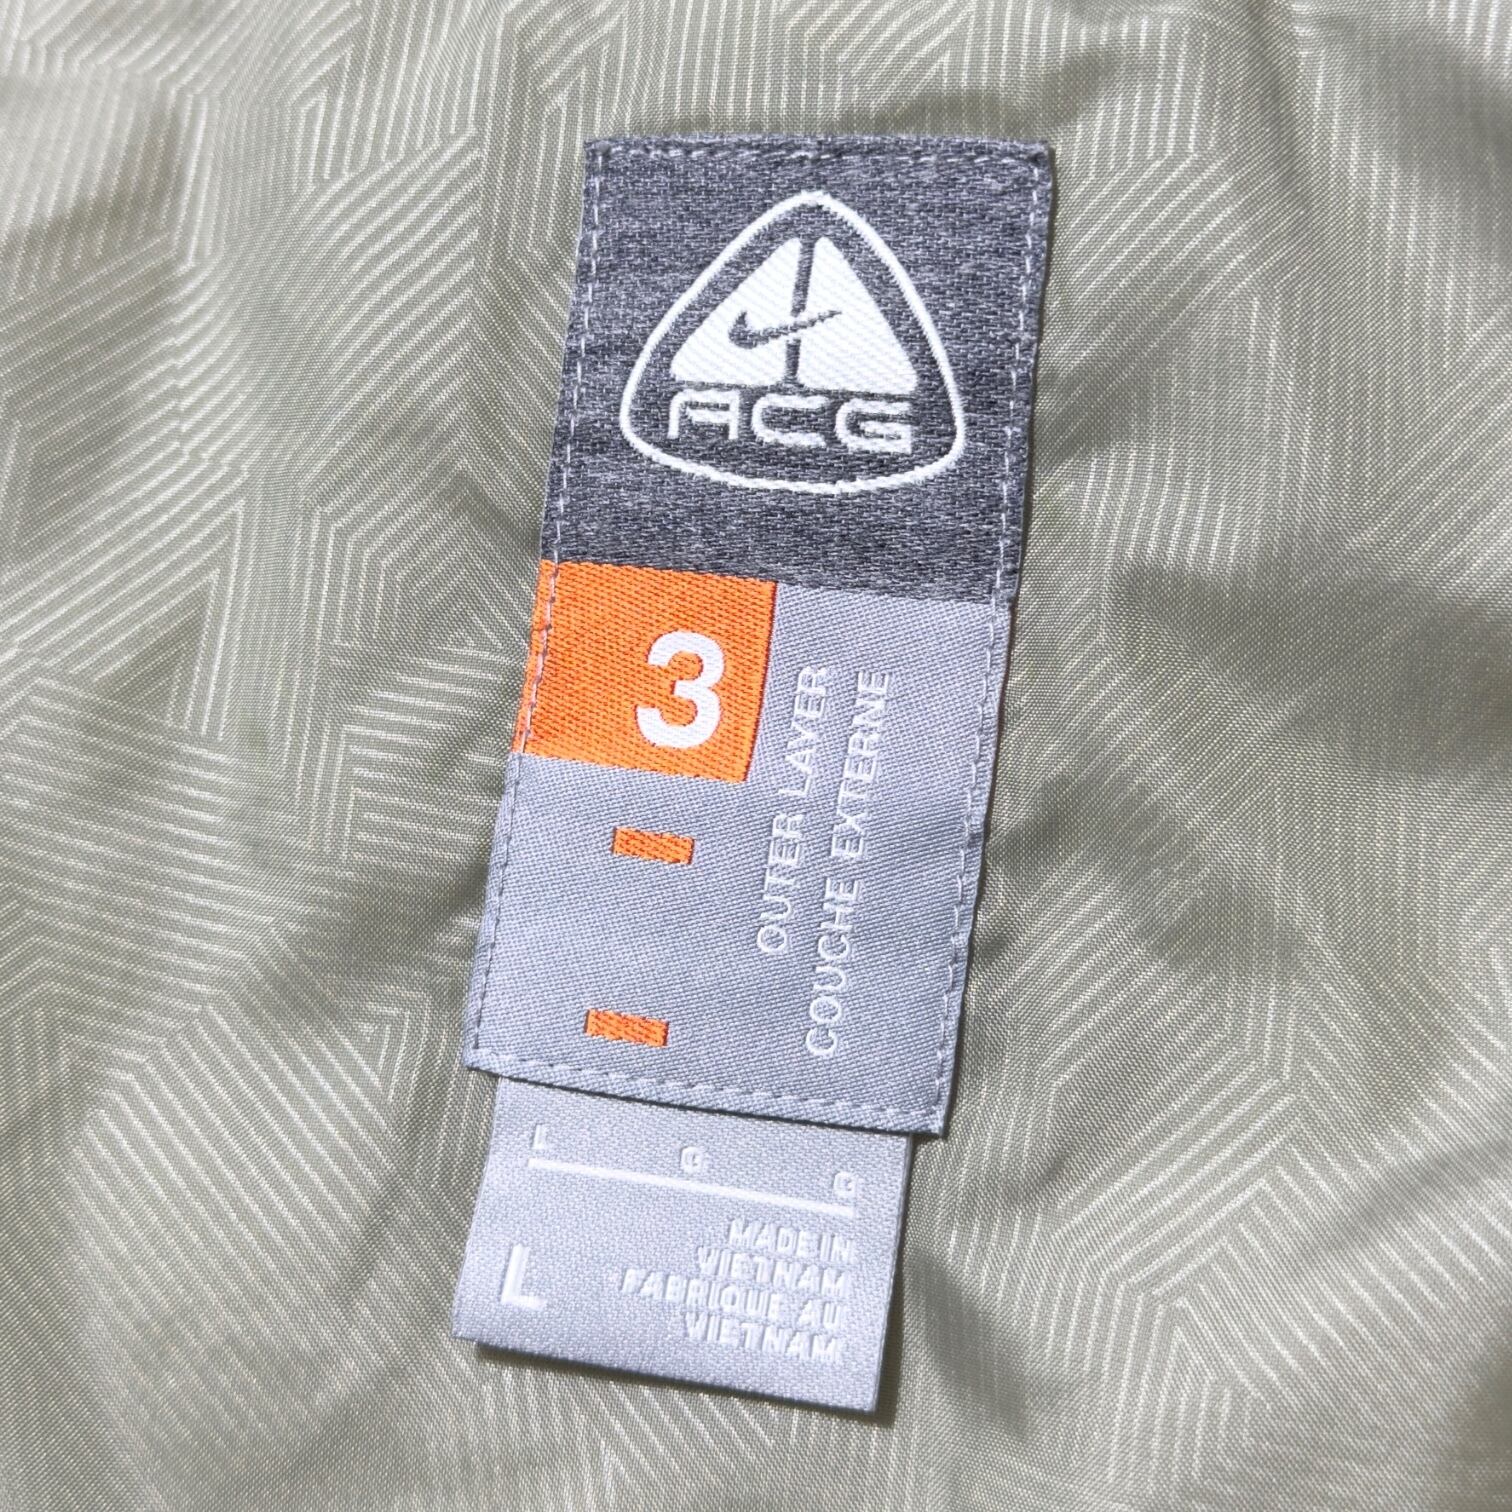 ACG
3
OUTER LAYER
COUCHE EXTERNE
L G G
L
MADE IN
VIETNAM
FABRIQUE AU
VIETNAM